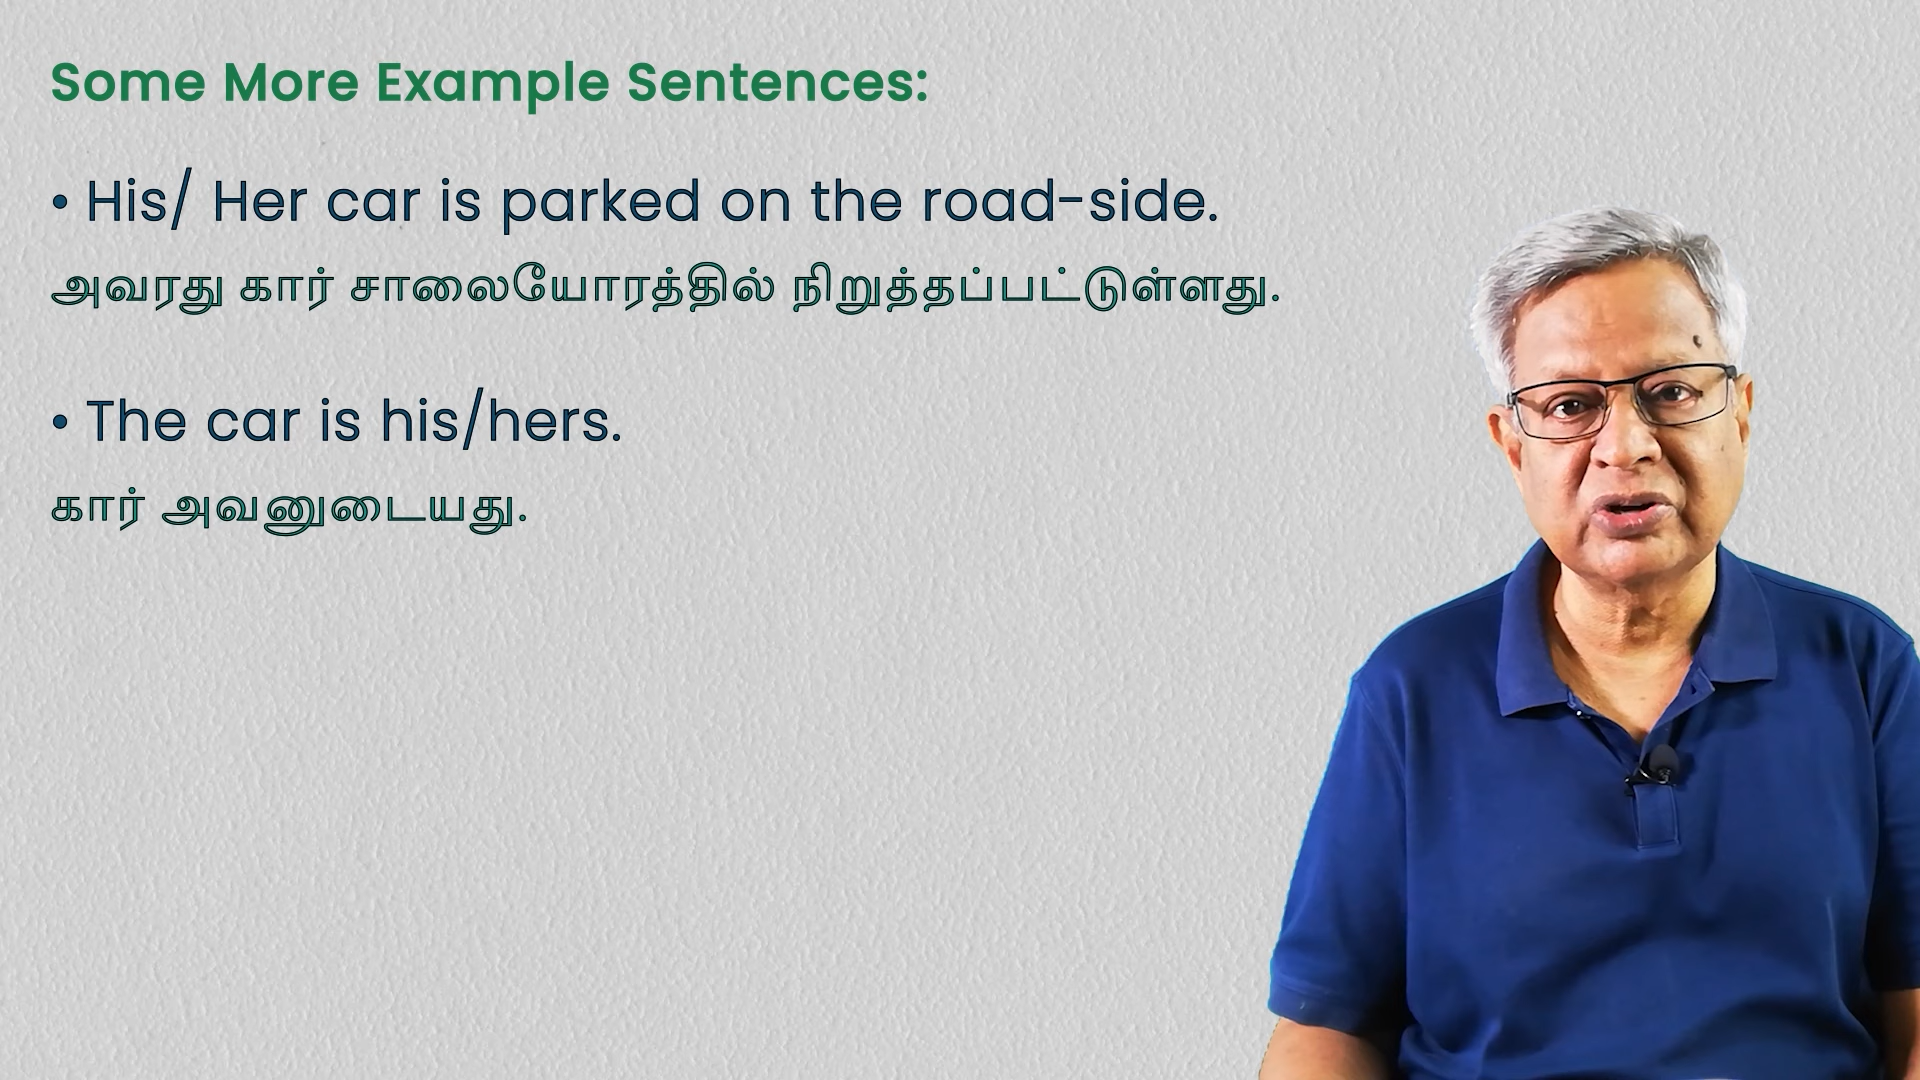 Some More Example Sentences:
• His/ Her car is parked on the road-side.
அவரது கார் சாலையோரத்தில் நிறுத்தப்பட்டுள்ளது.
• The car is his/hers.
கார் அவனுடையது.